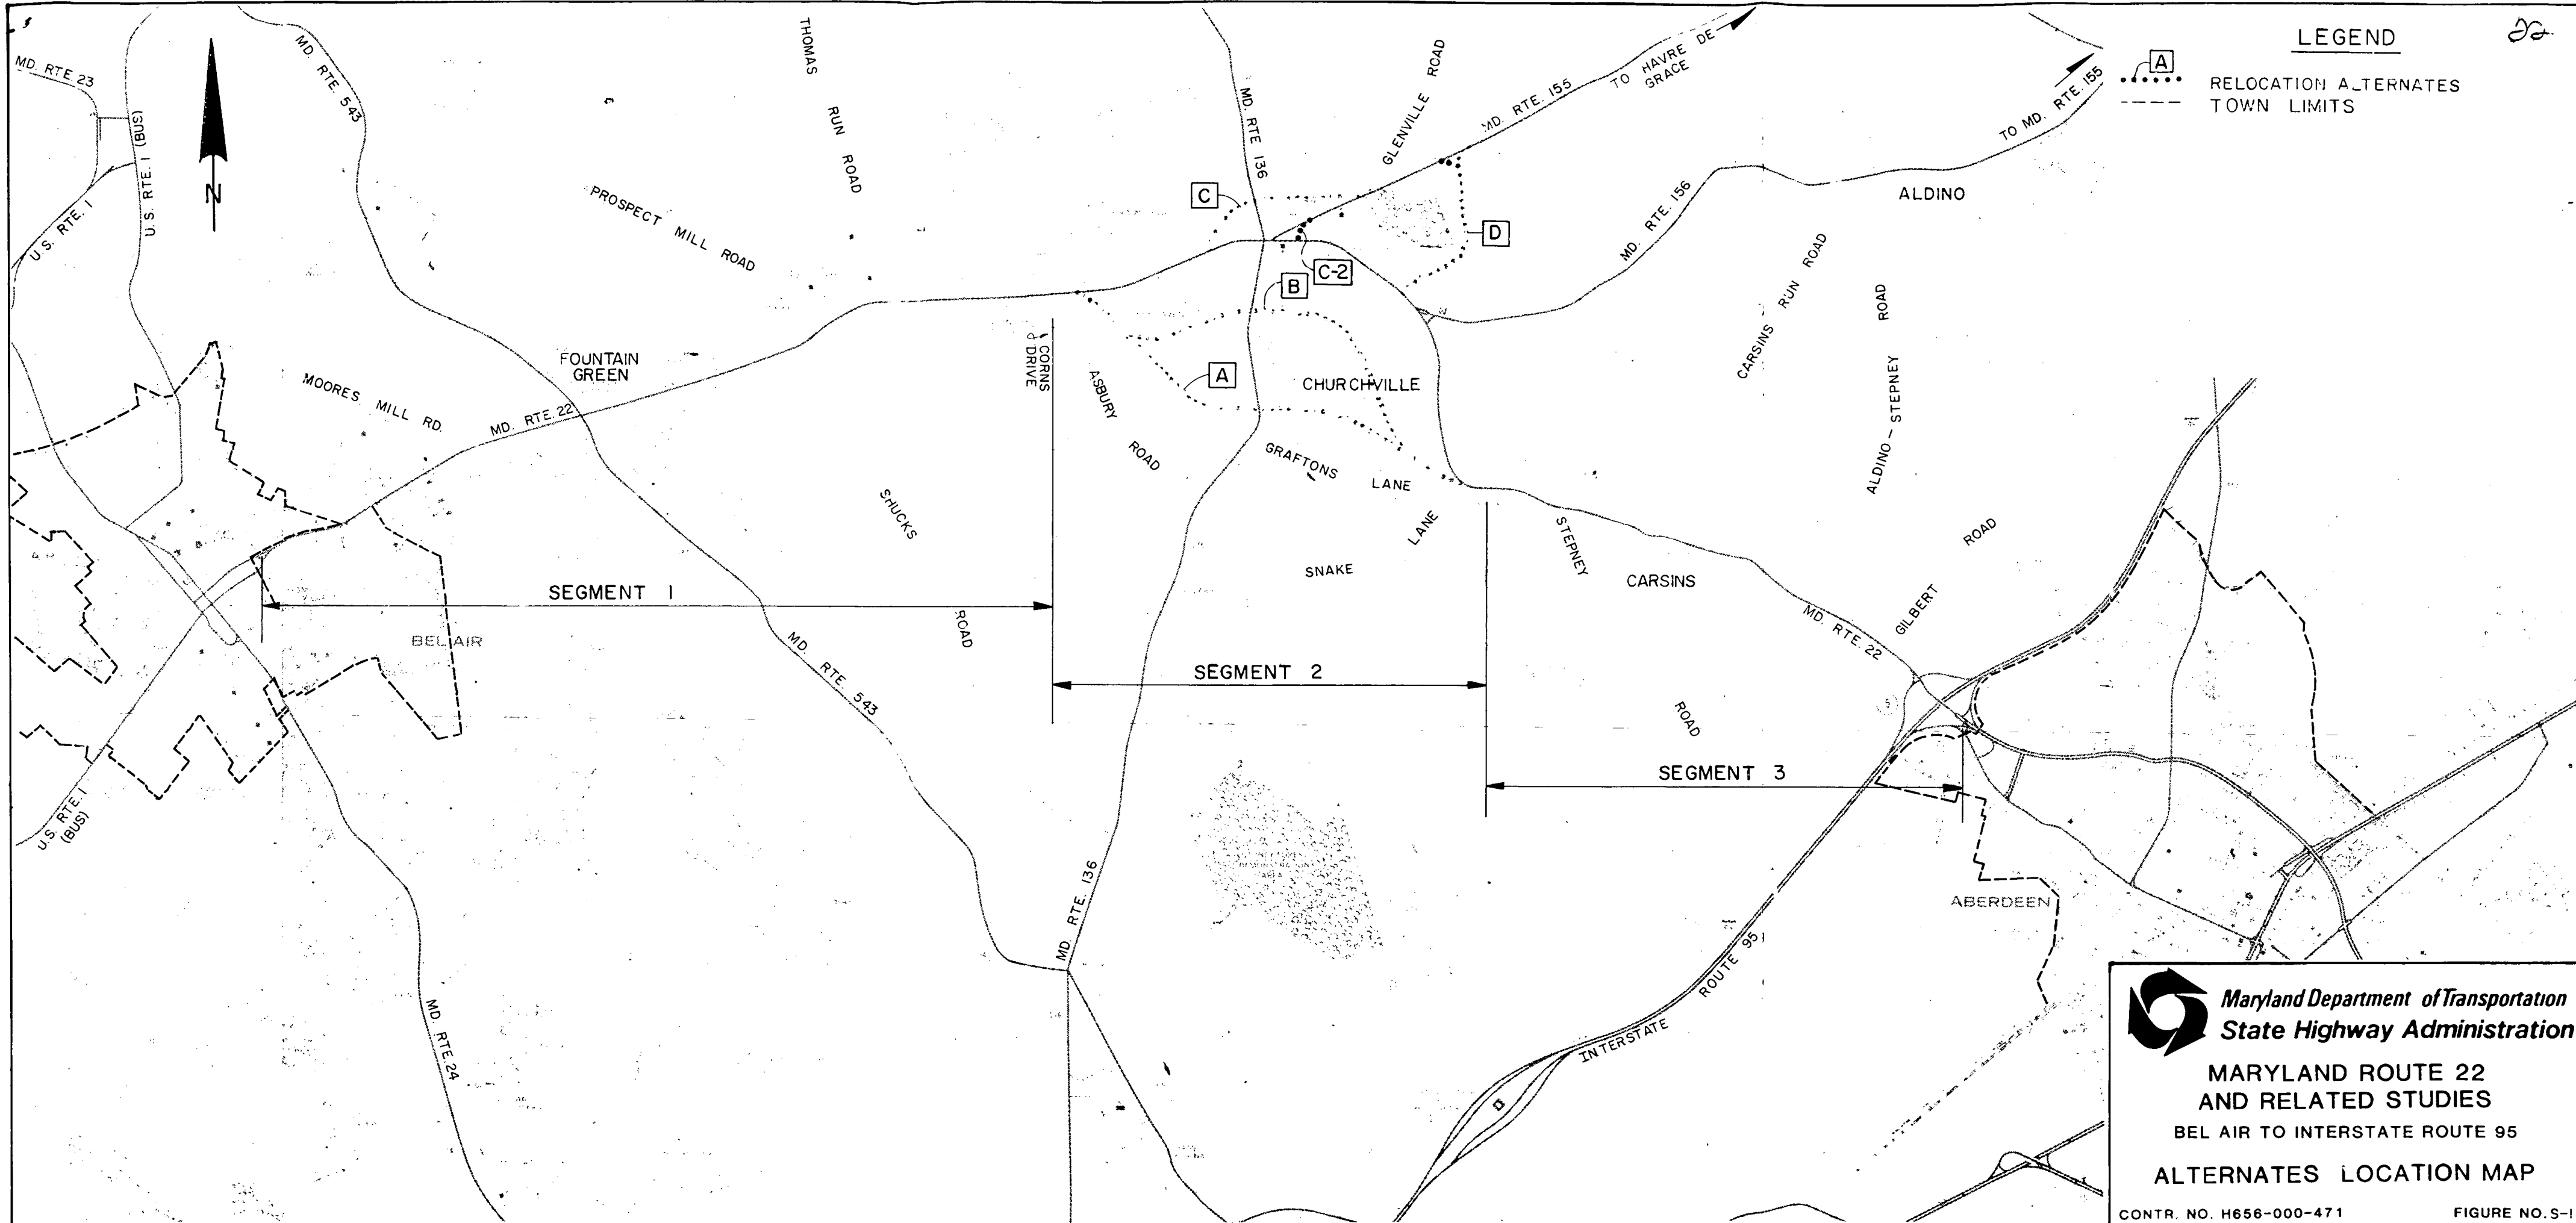 22
LEGEND
A
RELOCATION ALTERNATES
TOWN LIMITS
MD. RTE. 23
MD. RTE. 543
U.S. RTE. 1 (BUS)
U.S. RTE. 1
N
THOMAS RUN ROAD
PROSPECT MILL ROAD
MD. RTE 136
GLENVILLE ROAD
MD. RTE. 155
TO HAVRE DE
GRACE
TO MD. RTE. 155
MD. RTE. 156
ALDINO
C
D
C-2
B
A
CHURCHVILLE
CARSINS RUN ROAD
ALDINO - STEPNEY ROAD
FOUNTAIN
GREEN
MOORES MILL RD.
MD. RTE. 22
CORNS
DRIVE
ASBURY ROAD
GRAFTONS LANE
SNAKE LANE
SHUCKS ROAD
STEPNEY ROAD
CARSINS
GILBERT ROAD
MD. RTE. 22
SEGMENT 1
BEL AIR
SEGMENT 2
SEGMENT 3
MD. RTE. 543
U.S. RTE. 1
(BUS)
MD. RTE. 136
MD. RTE. 24
INTERSTATE ROUTE 95
ABERDEEN
Maryland Department of Transportation
State Highway Administration
MARYLAND ROUTE 22
AND RELATED STUDIES
BEL AIR TO INTERSTATE ROUTE 95
ALTERNATES LOCATION MAP
CONTR. NO. H656-000-471
FIGURE NO. S-1